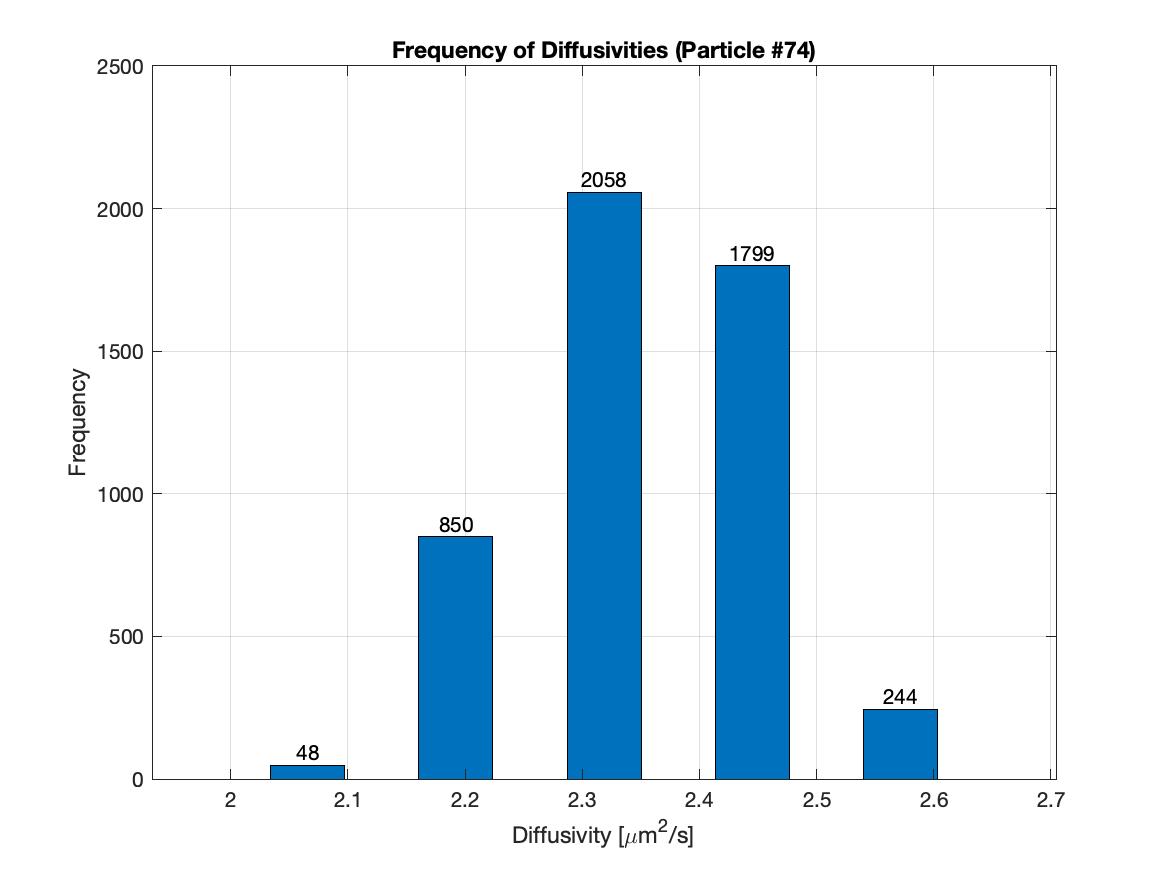 Frequency of Diffusivities (Particle #74)
2500
2000
1500
1000
500
0
Frequency
48
850
2058
1799
244
2 2.1 2.2 2.3 2.4 2.5 2.6 2.7
Diffusivity [μm²/s]